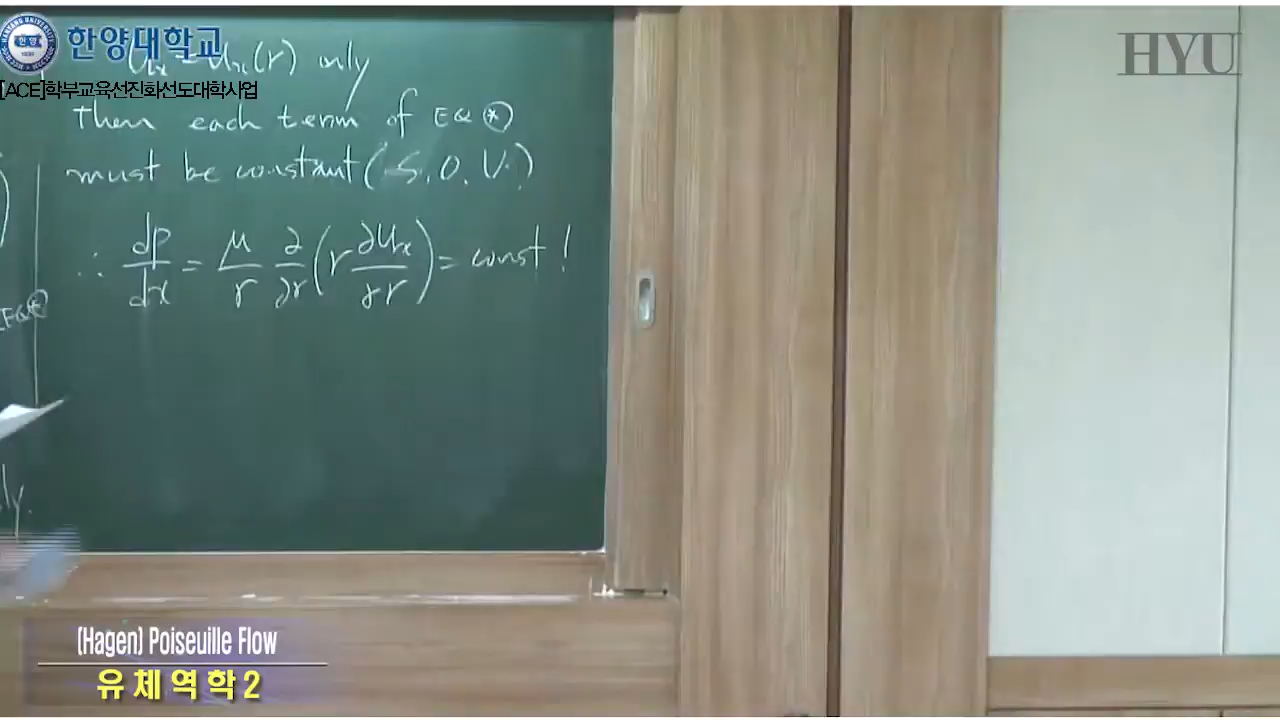 한양대학교
HYU
[ACE]학부교육선진화선도대학사업
uₓ = uₓ(r) only
Then each term of EQ ⊛
must be constant (S.O.V.)
∴ dp/dx = μ/r ∂/∂r (r ∂uₓ/∂r) = const!
EQ⊛
ly.
(Hagen) Poiseuille Flow
유체역학2